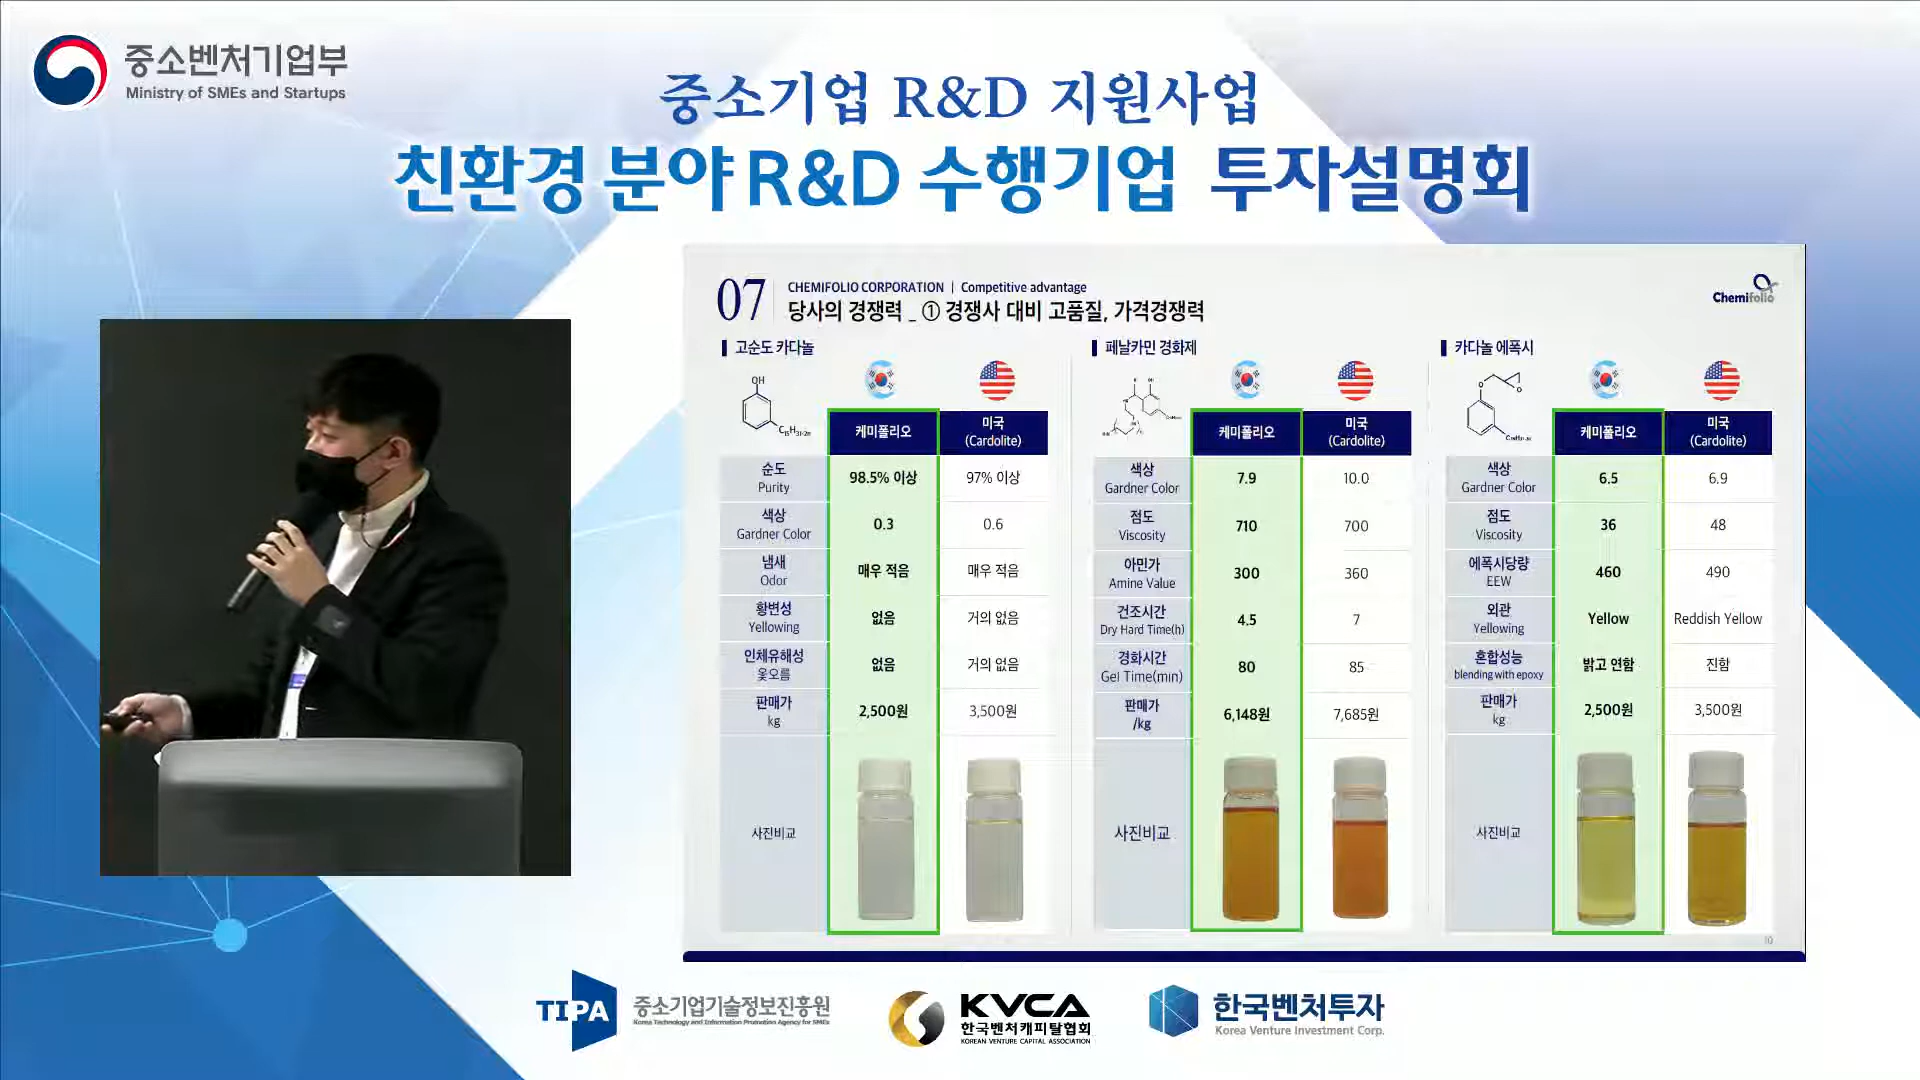 중소벤처기업부
Ministry of SMEs and Startups
중소기업 R&D 지원사업
친환경 분야 R&D 수행기업 투자설명회
07
CHEMIFOLIO CORPORATION | Competitive advantage
당사의 경쟁력 _ ① 경쟁사 대비 고품질, 가격경쟁력
Chemifolio
고순도 카다놀
OH
케미폴리오 미국 (Cardolite)
순도 Purity 98.5% 이상 97% 이상
색상 Gardner Color 0.3 0.6
냄새 Odor 매우 적음 매우 적음
황변성 Yellowing 없음 거의 없음
인체유해성 옻오름 없음 거의 없음
판매가 kg 2,500원 3,500원
사진비교
페날카민 경화제
케미폴리오 미국 (Cardolite)
색상 Gardner Color 7.9 10.0
점도 Viscosity 710 700
아민가 Amine Value 300 360
건조시간 Dry Hard Time(h) 4.5 7
경화시간 Gel Time(min) 80 85
판매가 /kg 6,148원 7,685원
사진비교
카다놀 에폭시
케미폴리오 미국 (Cardolite)
색상 Gardner Color 6.5 6.9
점도 Viscosity 36 48
에폭시당량 EEW 460 490
외관 Yellowing Yellow Reddish Yellow
혼합성능 blending with epoxy 밝고 연함 진함
판매가 kg 2,500원 3,500원
사진비교
10
TIPA 중소기업기술정보진흥원
Korea Technology and Information Promotion Agency for SMEs
KVCA
한국벤처캐피탈협회
KOREAN VENTURE CAPITAL ASSOCIATION
한국벤처투자
Korea Venture Investment Corp.